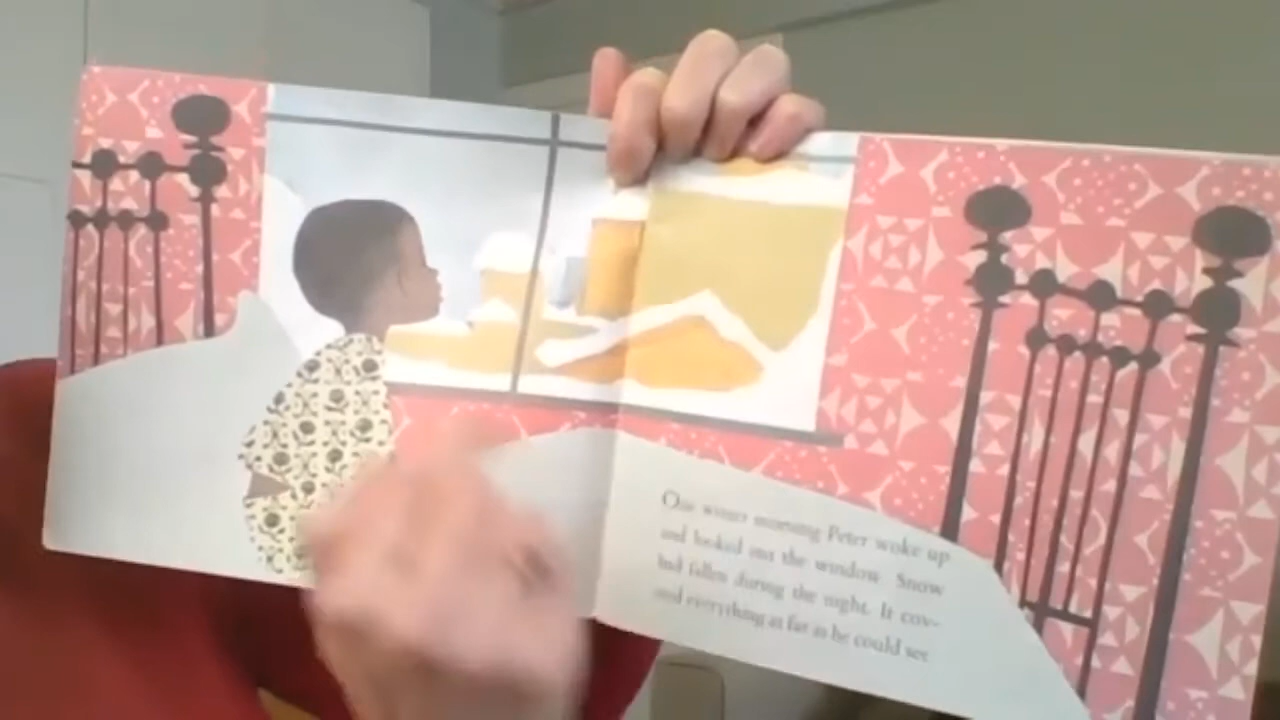 One winter morning Peter woke up
and looked out the window. Snow
had fallen during the night. It cov-
ered everything as far as he could see.